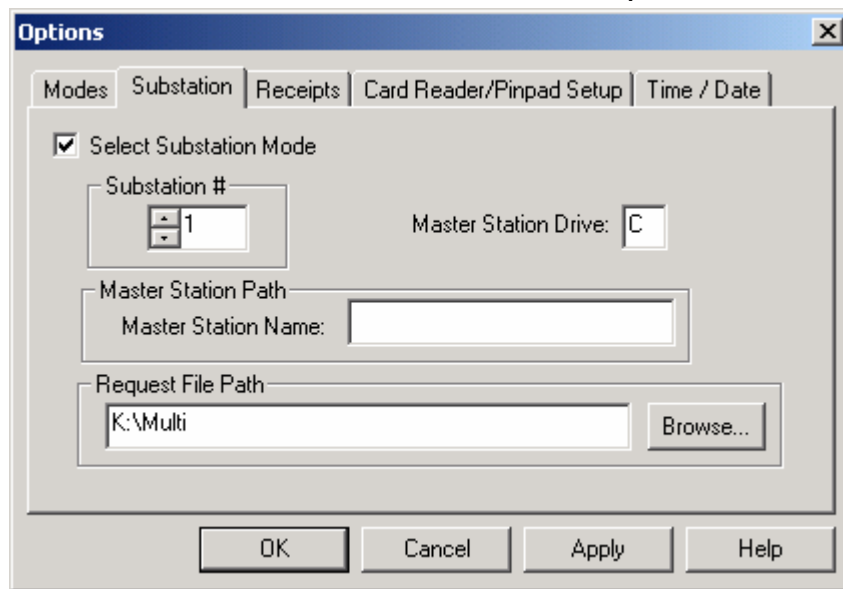 Options
Modes Substation Receipts Card Reader/Pinpad Setup Time / Date
Select Substation Mode
Substation #
1 Master Station Drive: C
Master Station Path
Master Station Name:
Request File Path
K:\Multi Browse...
OK Cancel Apply Help